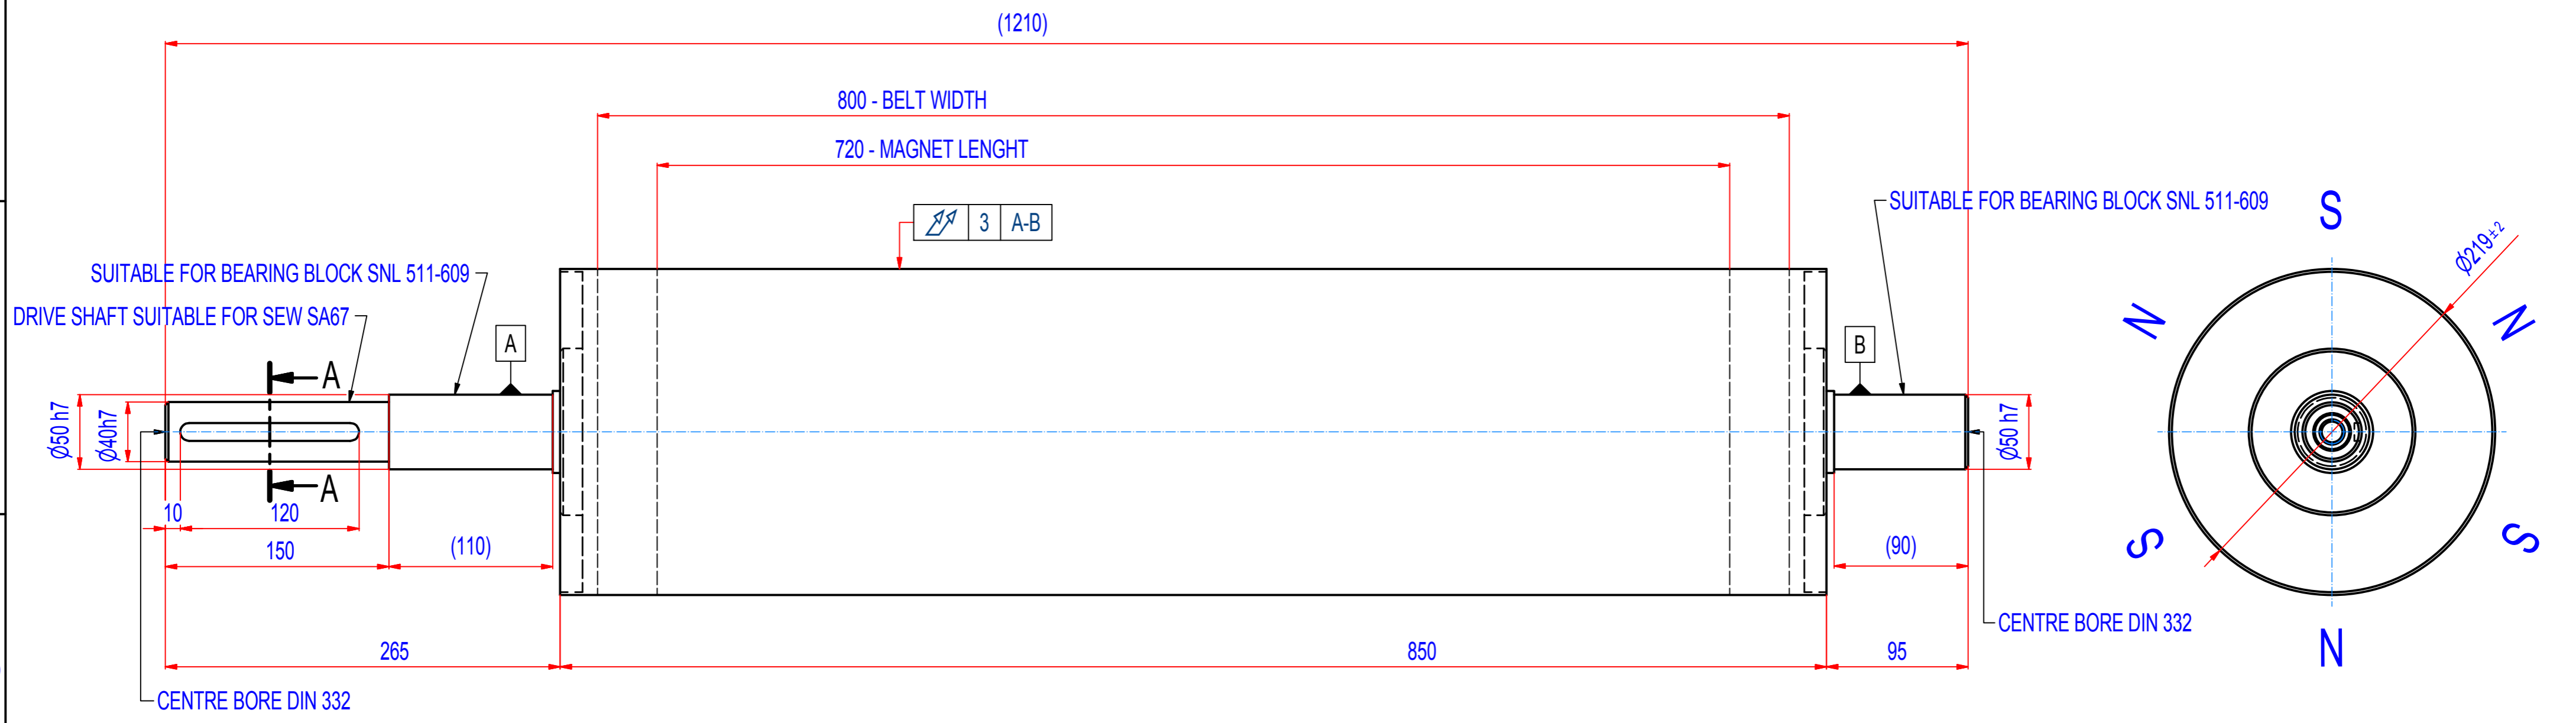 (1210)
800 - BELT WIDTH
720 - MAGNET LENGHT
3 A-B
SUITABLE FOR BEARING BLOCK SNL 511-609
SUITABLE FOR BEARING BLOCK SNL 511-609
DRIVE SHAFT SUITABLE FOR SEW SA67
A
B
A
A
Ø50 h7
Ø40h7
Ø50 h7
10
120
150
(110)
(90)
265
850
95
CENTRE BORE DIN 332
CENTRE BORE DIN 332
S
N
N
S
S
N
Ø219±2